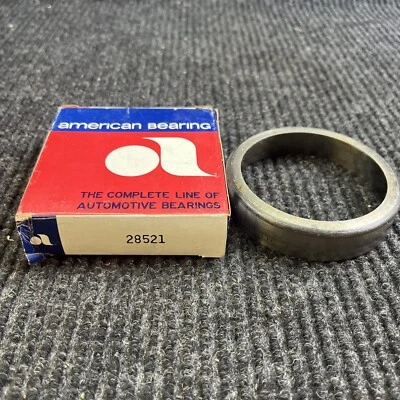 american BEARING
a
THE COMPLETE LINE OF
AUTOMOTIVE BEARINGS
a
28521